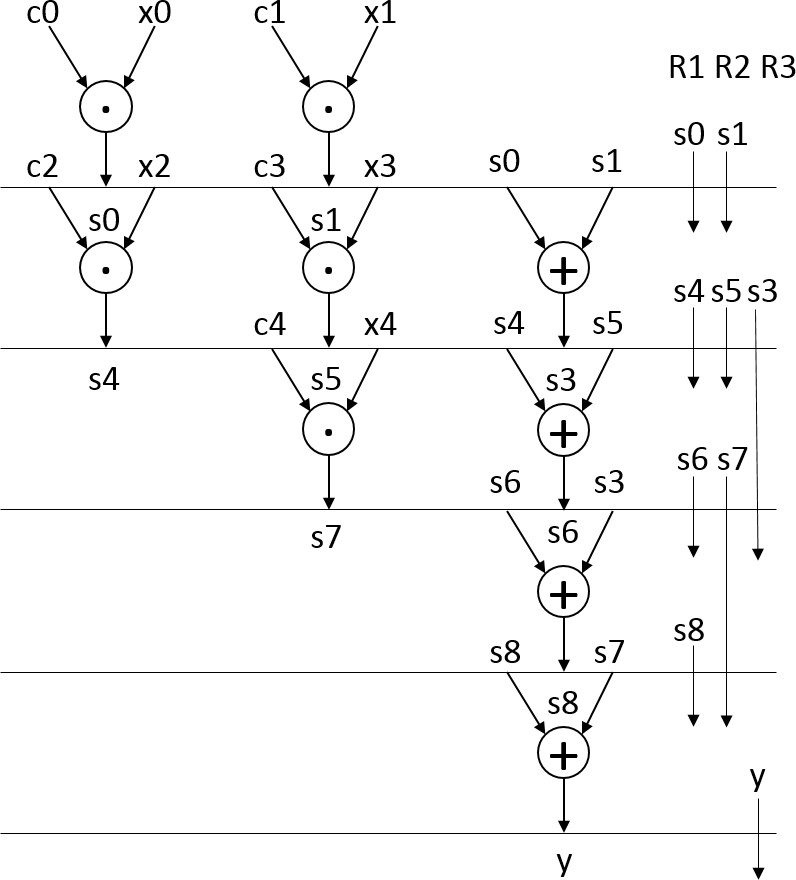 c0 x0 c1 x1
R1 R2 R3
· ·
s0 s1
c2 x2 c3 x3 s0 s1
s0 s1
· · +
s4 s5 s3
c4 x4 s4 s5
s4 s5 s3
· +
s6 s7
s6 s3
s7 s6
+
s8
s8 s7
s8
+
y
y